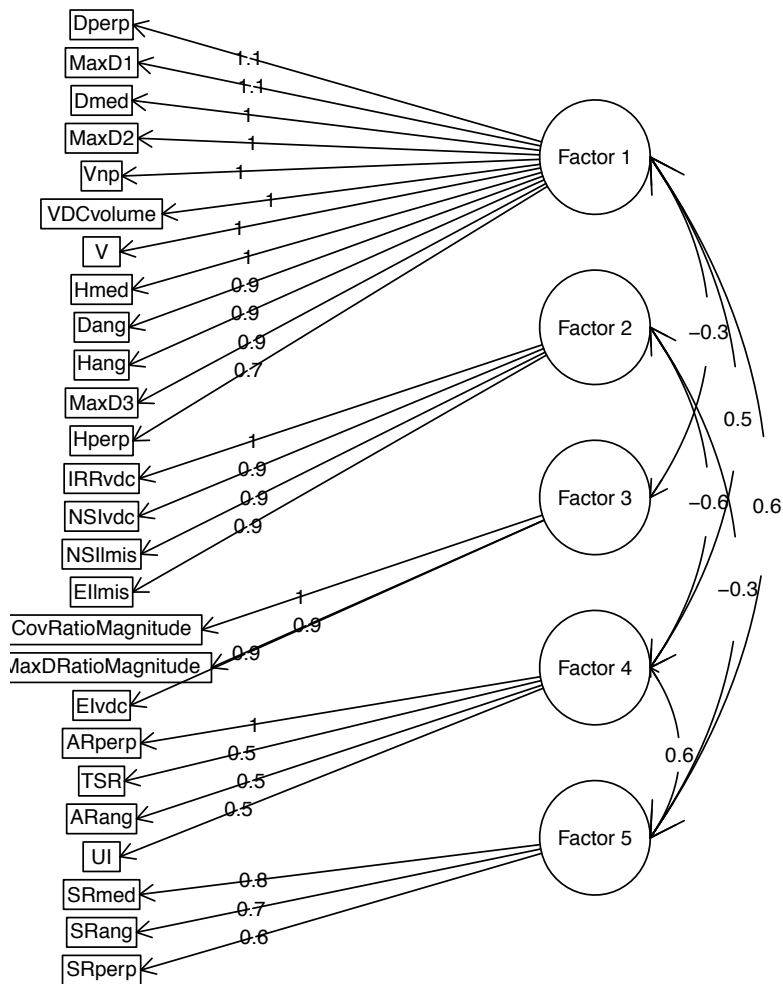 Dperp
MaxD1
Dmed
MaxD2
Vnp
VDCvolume
V
Hmed
Dang
Hang
MaxD3
Hperp
IRRvdc
NSIvdc
NSIlmis
EIlmis
CovRatioMagnitude
MaxDRatioMagnitude
EIvdc
ARperp
TSR
ARang
UI
SRmed
SRang
SRperp
1.1
1.1
1
1
1
1
1
1
0.9
0.9
0.9
0.7
1
0.9
0.9
0.9
1
0.9
0.9
1
0.5
0.5
0.5
0.8
0.7
0.6
Factor 1
Factor 2
Factor 3
Factor 4
Factor 5
−0.3
0.5
−0.6
0.6
−0.3
0.6